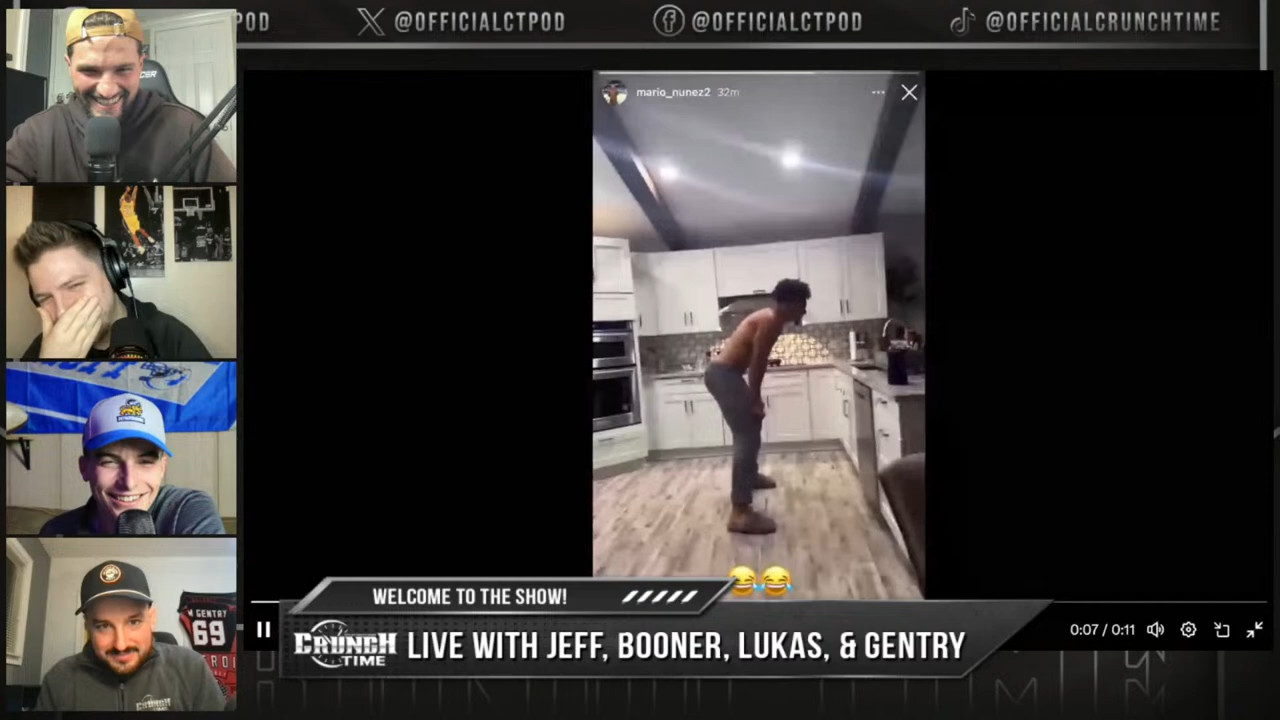 POD
@OFFICIALCTPOD
@OFFICIALCTPOD
@OFFICIALCRUNCHTIME
mario_nunez2 32m
M GENTRY
69
WELCOME TO THE SHOW!
CRUNCH
TIME
LIVE WITH JEFF, BOONER, LUKAS, & GENTRY
0:07 / 0:11